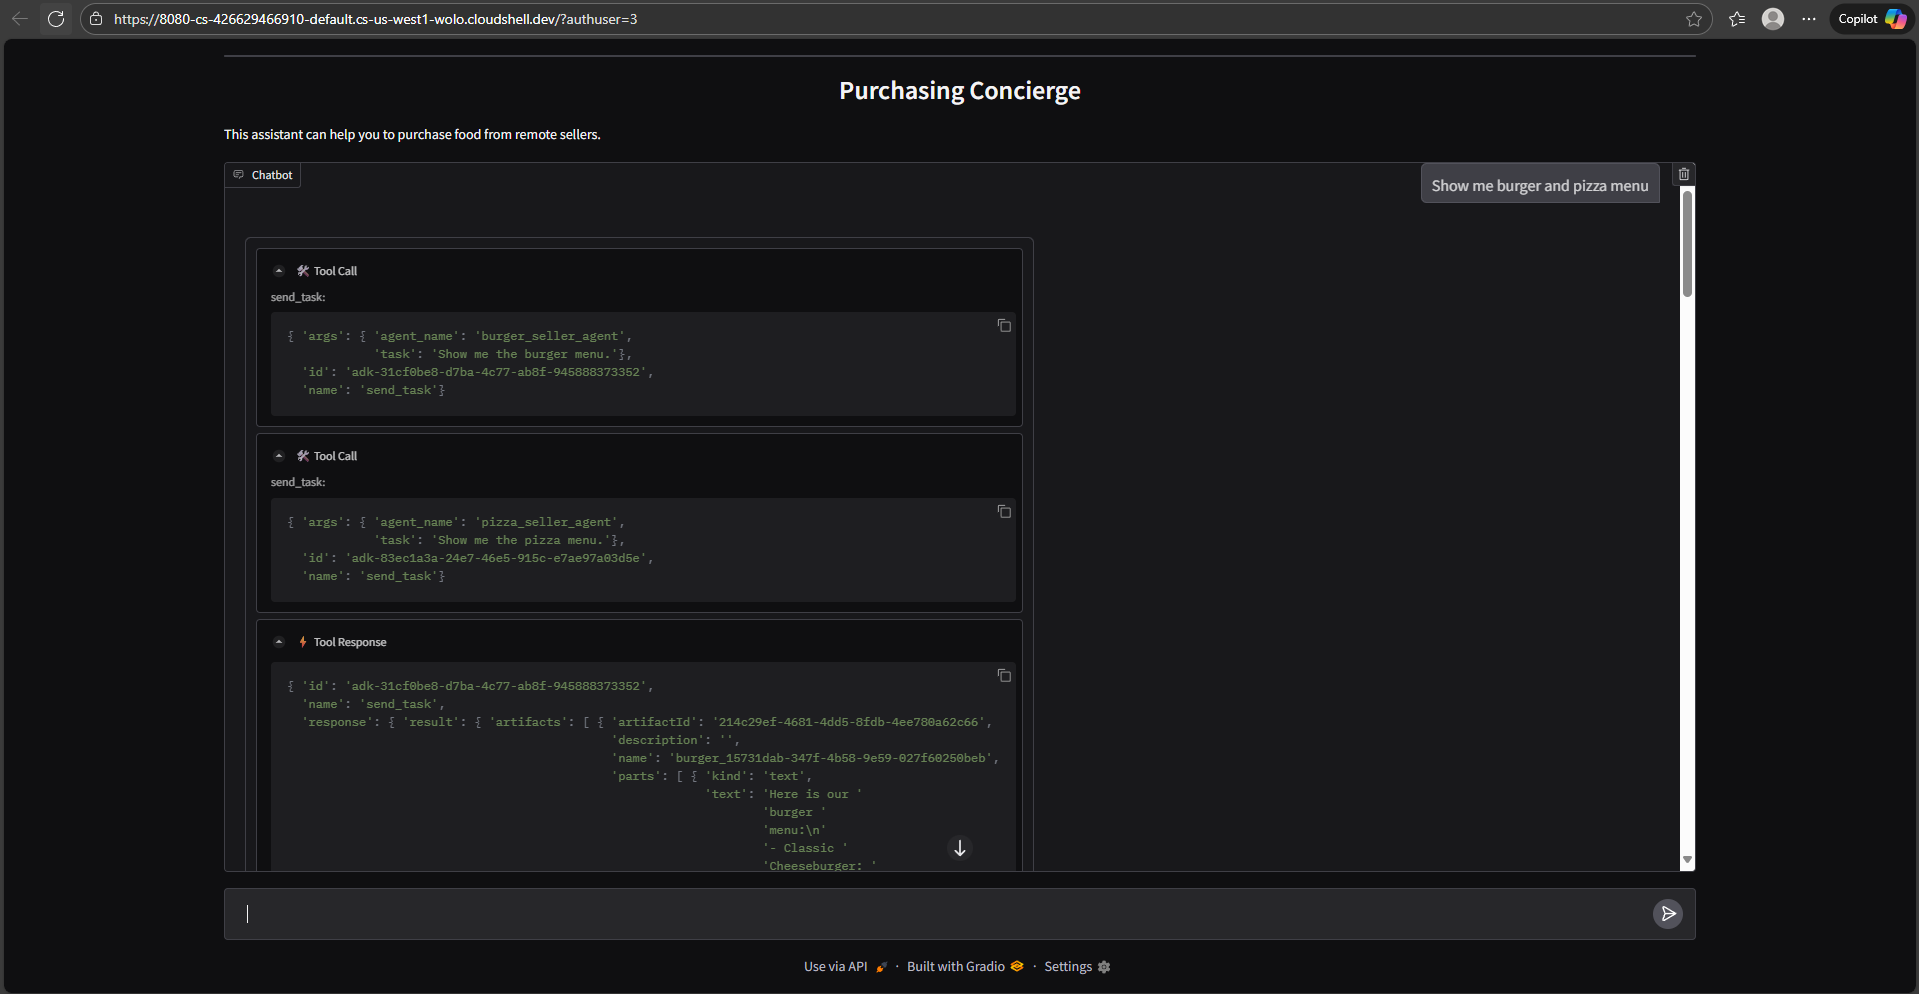 https://8080-cs-426629466910-default.cs-us-west1-wolo.cloudshell.dev/?authuser=3
Copilot
Purchasing Concierge
This assistant can help you to purchase food from remote sellers.
Chatbot
Show me burger and pizza menu
Tool Call
send_task:
{ 'args': { 'agent_name': 'burger_seller_agent',
'task': 'Show me the burger menu.'},
'id': 'adk-31cf0be8-d7ba-4c77-ab8f-945888373352',
'name': 'send_task'}
Tool Call
send_task:
{ 'args': { 'agent_name': 'pizza_seller_agent',
'task': 'Show me the pizza menu.'},
'id': 'adk-83ec1a3a-24e7-46e5-915c-e7ae97a03d5e',
'name': 'send_task'}
Tool Response
{ 'id': 'adk-31cf0be8-d7ba-4c77-ab8f-945888373352',
'name': 'send_task',
'response': { 'result': { 'artifacts': [ { 'artifactId': '214c29ef-4681-4dd5-8fdb-4ee780a62c66',
'description': '',
'name': 'burger_15731dab-347f-4b58-9e59-027f60250beb',
'parts': [ { 'kind': 'text',
'text': 'Here is our '
'burger '
'menu:\n'
'- Classic '
'Cheeseburger: '
Use via API · Built with Gradio · Settings